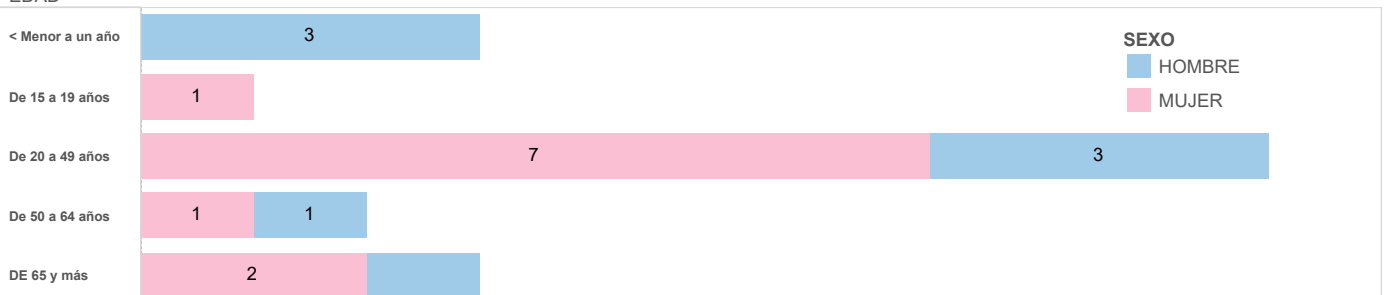 EDAD
< Menor a un año
3
SEXO
HOMBRE
MUJER
De 15 a 19 años
1
De 20 a 49 años
7 3
De 50 a 64 años
1 1
DE 65 y más
2